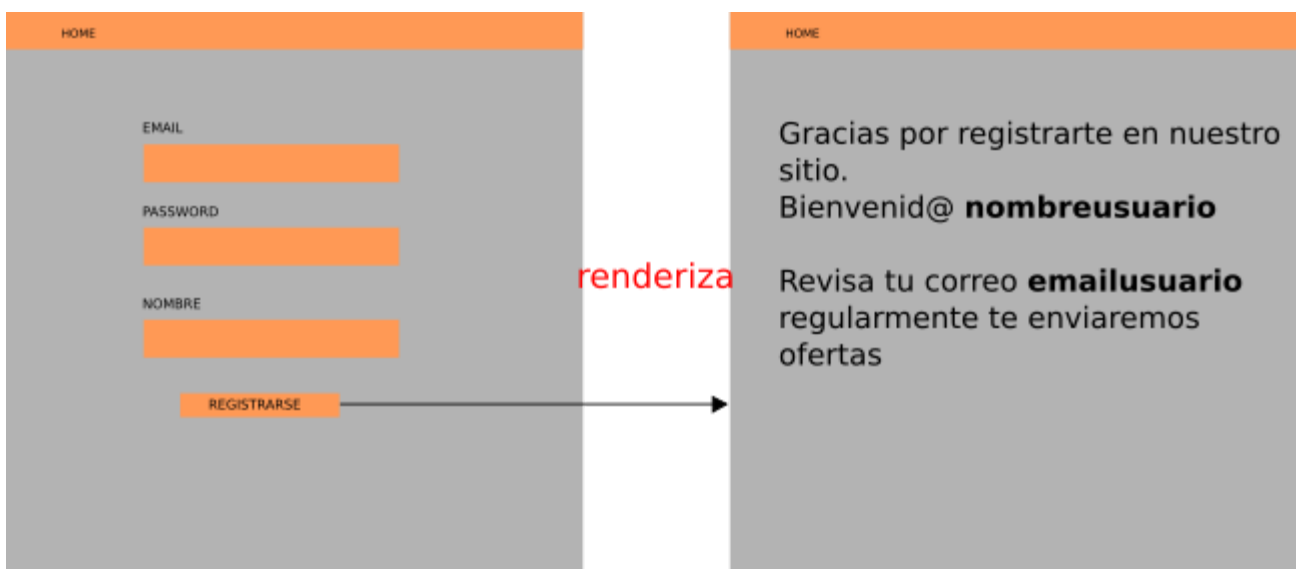 HOME
EMAIL
PASSWORD
NOMBRE
REGISTRARSE
renderiza
HOME
Gracias por registrarte en nuestro
sitio.
Bienvenid@ nombreusuario
Revisa tu correo emailusuario
regularmente te enviaremos
ofertas